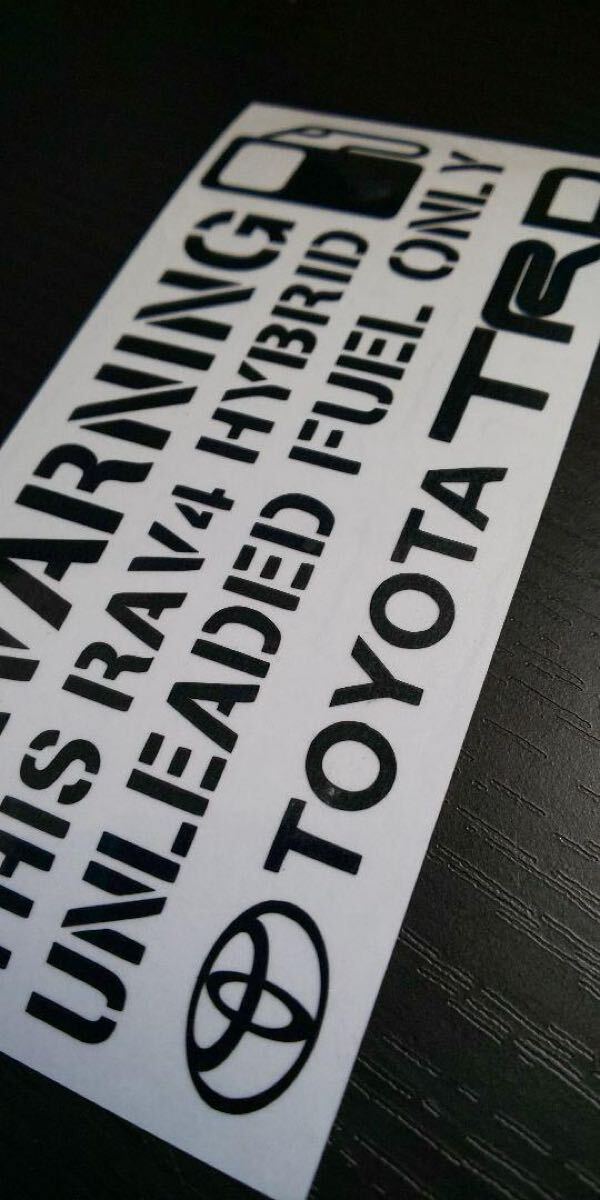 WARNING
THIS RAV4 HYBRID
UNLEADED FUEL ONLY
TOYOTA TRD